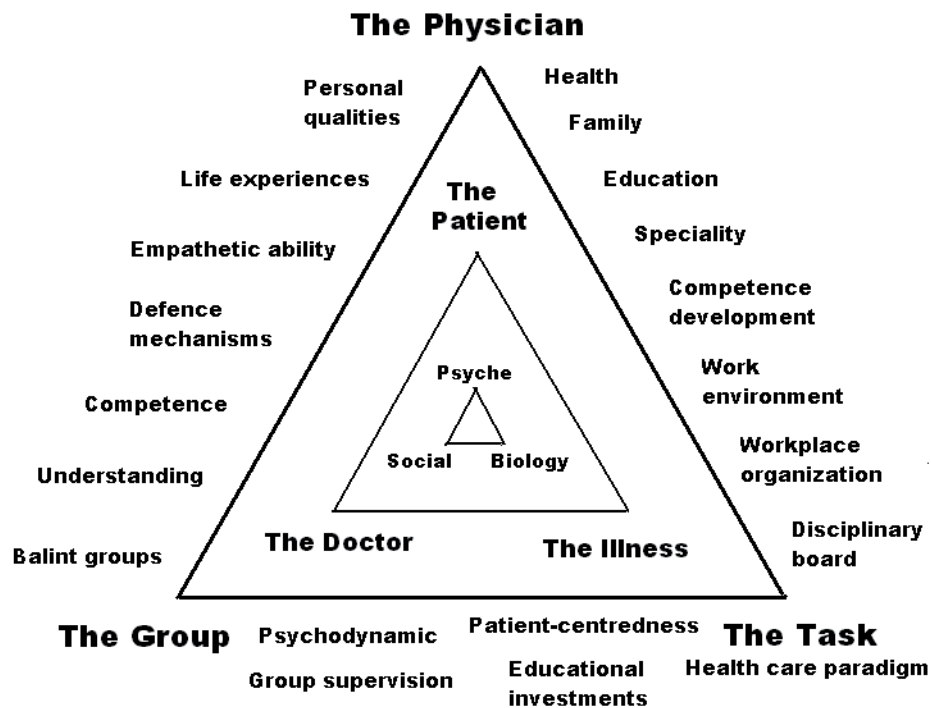 The Physician
Personal
qualities
Health
Family
Life experiences
The
Patient
Education
Empathetic ability
Speciality
Defence
mechanisms
Competence
development
Psyche
Work
environment
Competence
Social
Biology
Workplace
organization
Understanding
The Doctor
The Illness
Disciplinary
board
Balint groups
The Group
Psychodynamic
Patient-centredness
The Task
Group supervision
Educational
investments
Health care paradigm